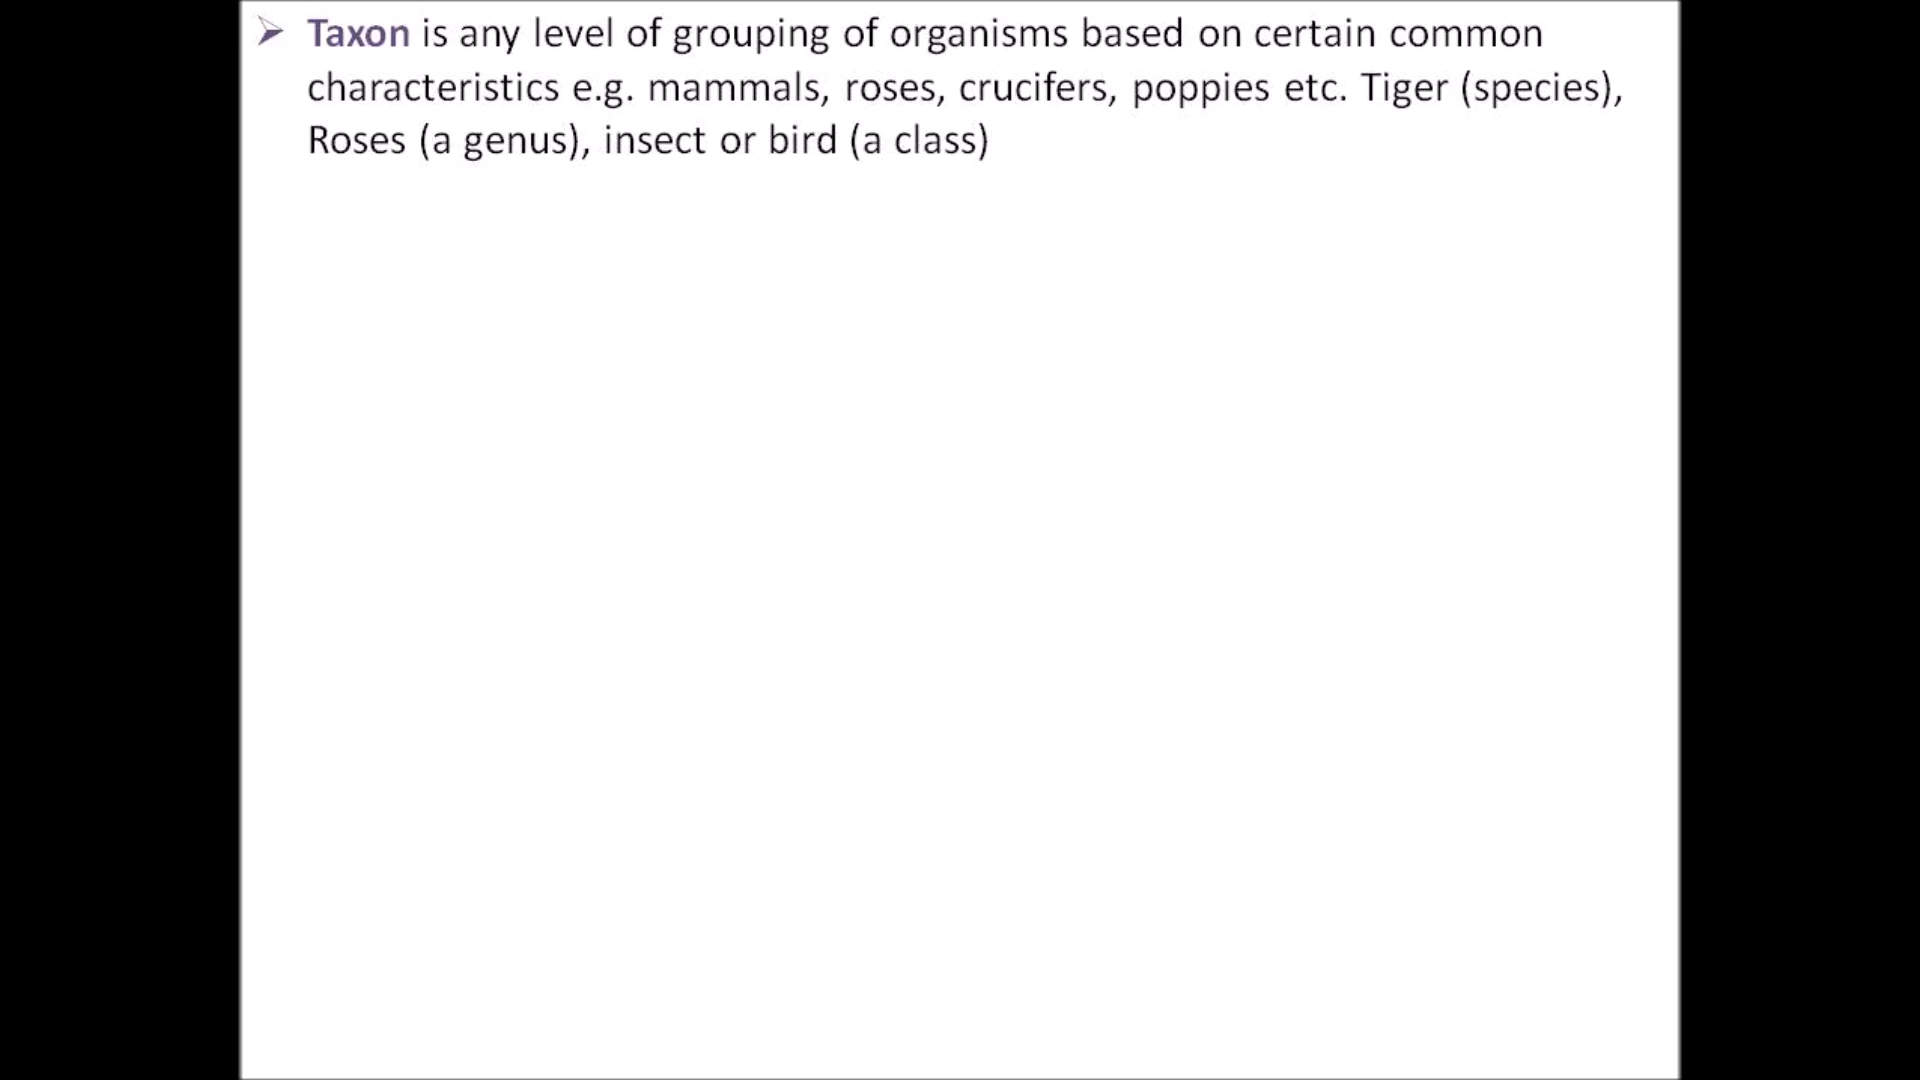 Taxon is any level of grouping of organisms based on certain common
characteristics e.g. mammals, roses, crucifers, poppies etc. Tiger (species),
Roses (a genus), insect or bird (a class)